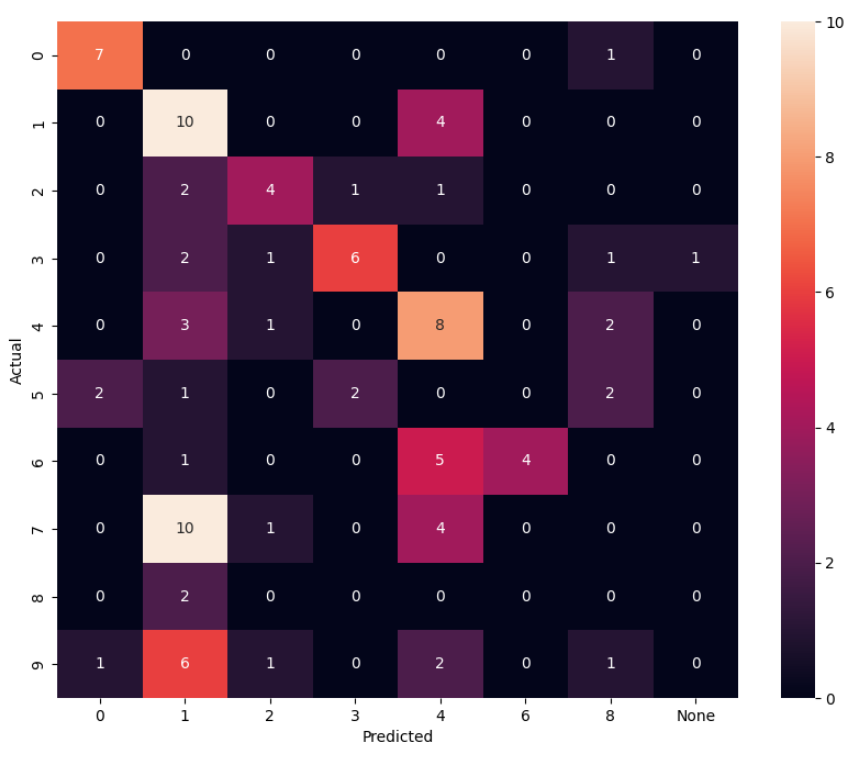 0 7 0 0 0 0 0 1 0 10
1 0 10 0 0 4 0 0 0
2 0 2 4 1 1 0 0 0 8
3 0 2 1 6 0 0 1 1 6
4 0 3 1 0 8 0 2 0
Actual
5 2 1 0 2 0 0 2 0 4
6 0 1 0 0 5 4 0 0
7 0 10 1 0 4 0 0 0 2
8 0 2 0 0 0 0 0 0
9 1 6 1 0 2 0 1 0 0
0 1 2 3 4 6 8 None
Predicted